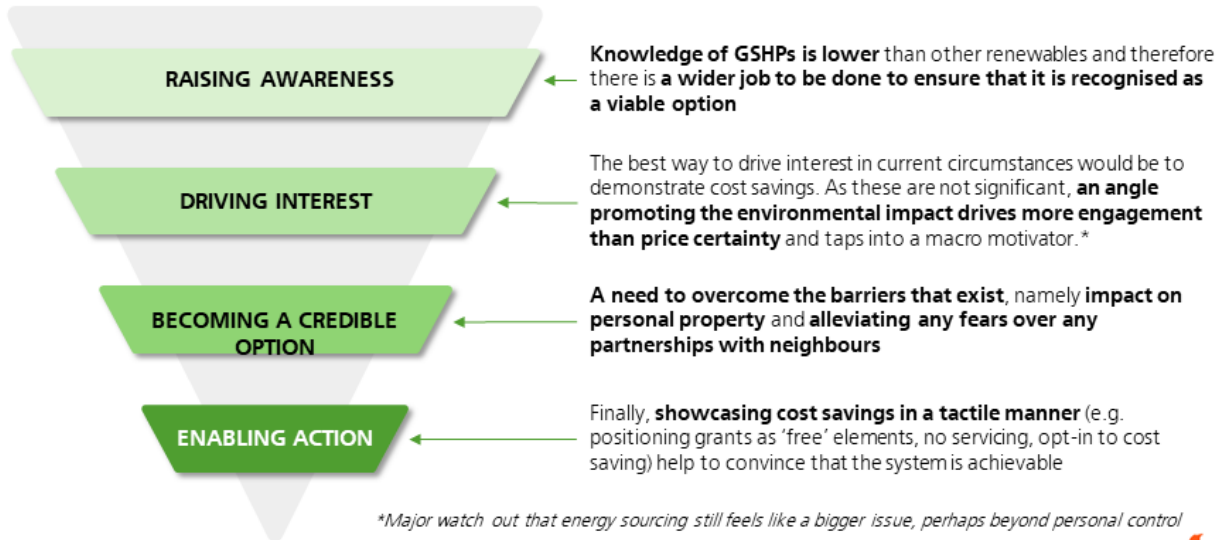 RAISING AWARENESS
Knowledge of GSHPs is lower than other renewables and therefore
there is a wider job to be done to ensure that it is recognised as
a viable option
DRIVING INTEREST
The best way to drive interest in current circumstances would be to
demonstrate cost savings. As these are not significant, an angle
promoting the environmental impact drives more engagement
than price certainty and taps into a macro motivator.*
BECOMING A CREDIBLE
OPTION
A need to overcome the barriers that exist, namely impact on
personal property and alleviating any fears over any
partnerships with neighbours
ENABLING ACTION
Finally, showcasing cost savings in a tactile manner (e.g.
positioning grants as ‘free’ elements, no servicing, opt-in to cost
saving) help to convince that the system is achievable
*Major watch out that energy sourcing still feels like a bigger issue, perhaps beyond personal control